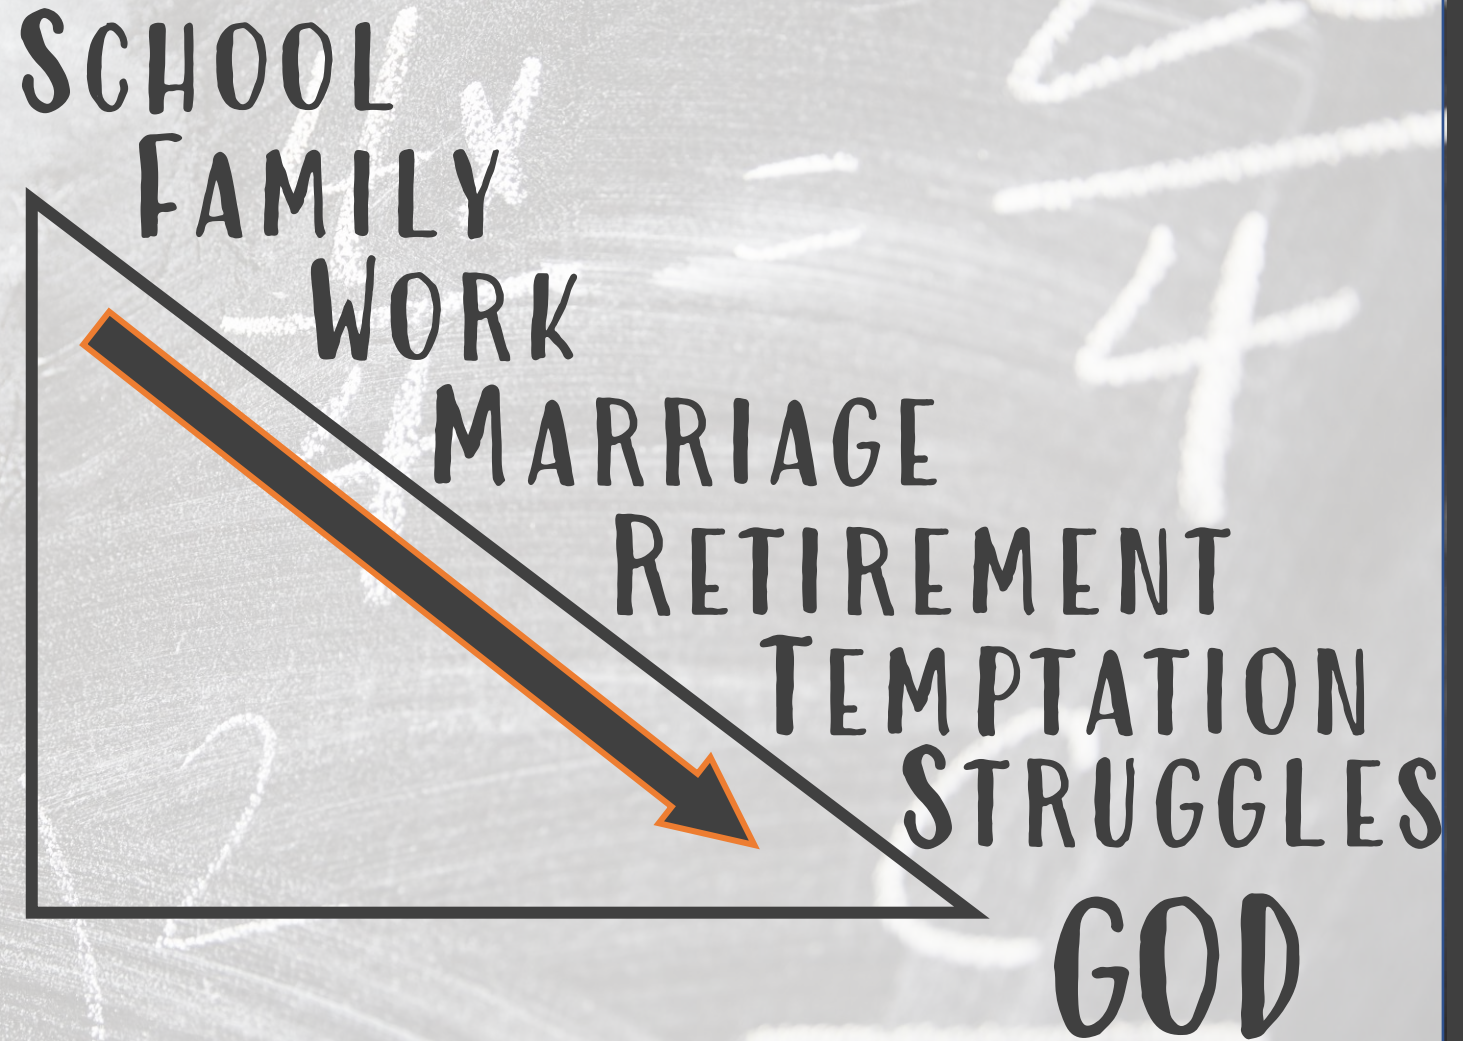 School
Family
Work
Marriage
Retirement
Temptation
Struggles
GOD